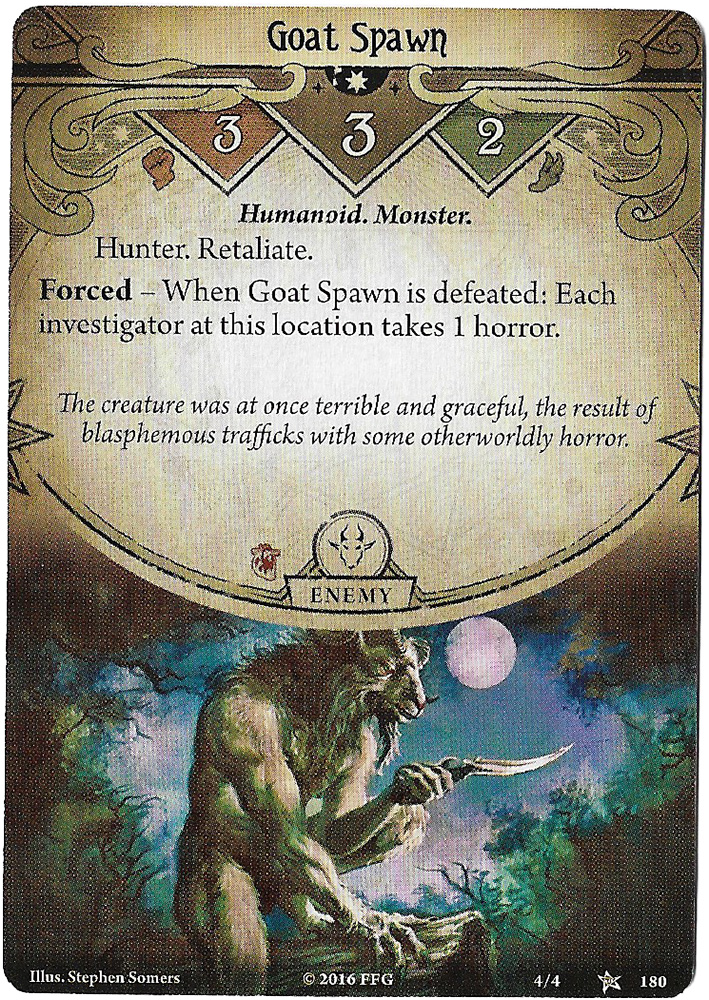 Goat Spawn
3 3 2
Humanoid. Monster.
Hunter. Retaliate.
Forced – When Goat Spawn is defeated: Each
investigator at this location takes 1 horror.
The creature was at once terrible and graceful, the result of
blasphemous trafficks with some otherworldly horror.
ENEMY
Illus. Stephen Somers © 2016 FFG 4/4 180